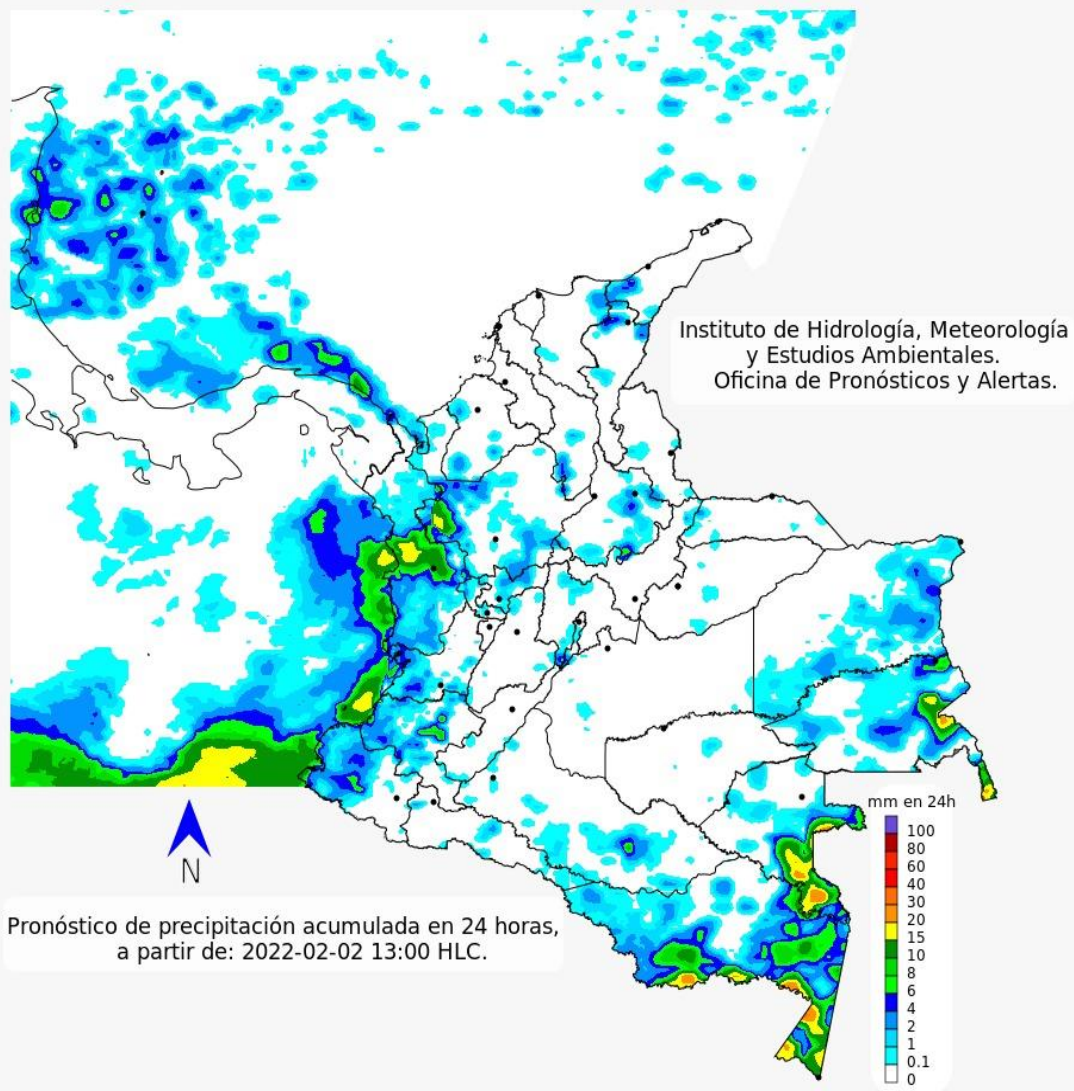 Instituto de Hidrología, Meteorología
y Estudios Ambientales.
Oficina de Pronósticos y Alertas.
mm en 24h
100
80
60
40
30
20
15
10
8
6
4
2
1
0.1
0
N
Pronóstico de precipitación acumulada en 24 horas,
a partir de: 2022-02-02 13:00 HLC.